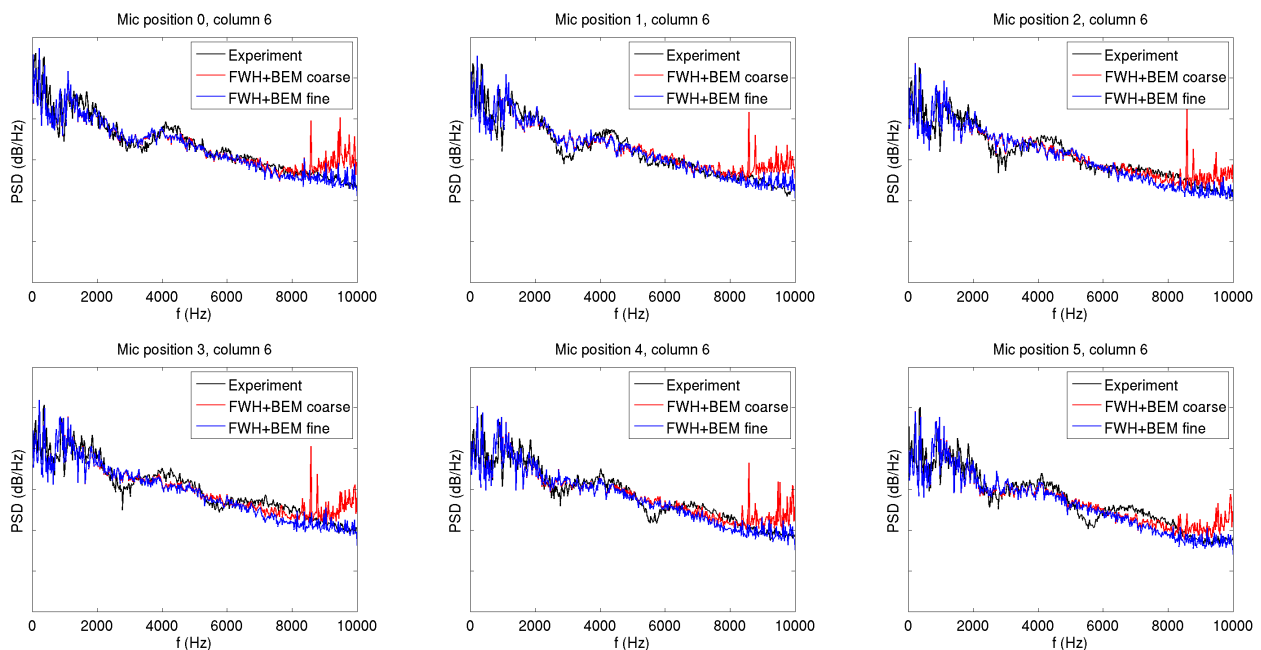 Mic position 0, column 6
PSD (dB/Hz)
Experiment
FWH+BEM coarse
FWH+BEM fine
0 2000 4000 6000 8000 10000
f (Hz)
Mic position 1, column 6
PSD (dB/Hz)
Experiment
FWH+BEM coarse
FWH+BEM fine
0 2000 4000 6000 8000 10000
f (Hz)
Mic position 2, column 6
PSD (dB/Hz)
Experiment
FWH+BEM coarse
FWH+BEM fine
0 2000 4000 6000 8000 10000
f (Hz)
Mic position 3, column 6
PSD (dB/Hz)
Experiment
FWH+BEM coarse
FWH+BEM fine
0 2000 4000 6000 8000 10000
f (Hz)
Mic position 4, column 6
PSD (dB/Hz)
Experiment
FWH+BEM coarse
FWH+BEM fine
0 2000 4000 6000 8000 10000
f (Hz)
Mic position 5, column 6
PSD (dB/Hz)
Experiment
FWH+BEM coarse
FWH+BEM fine
0 2000 4000 6000 8000 10000
f (Hz)